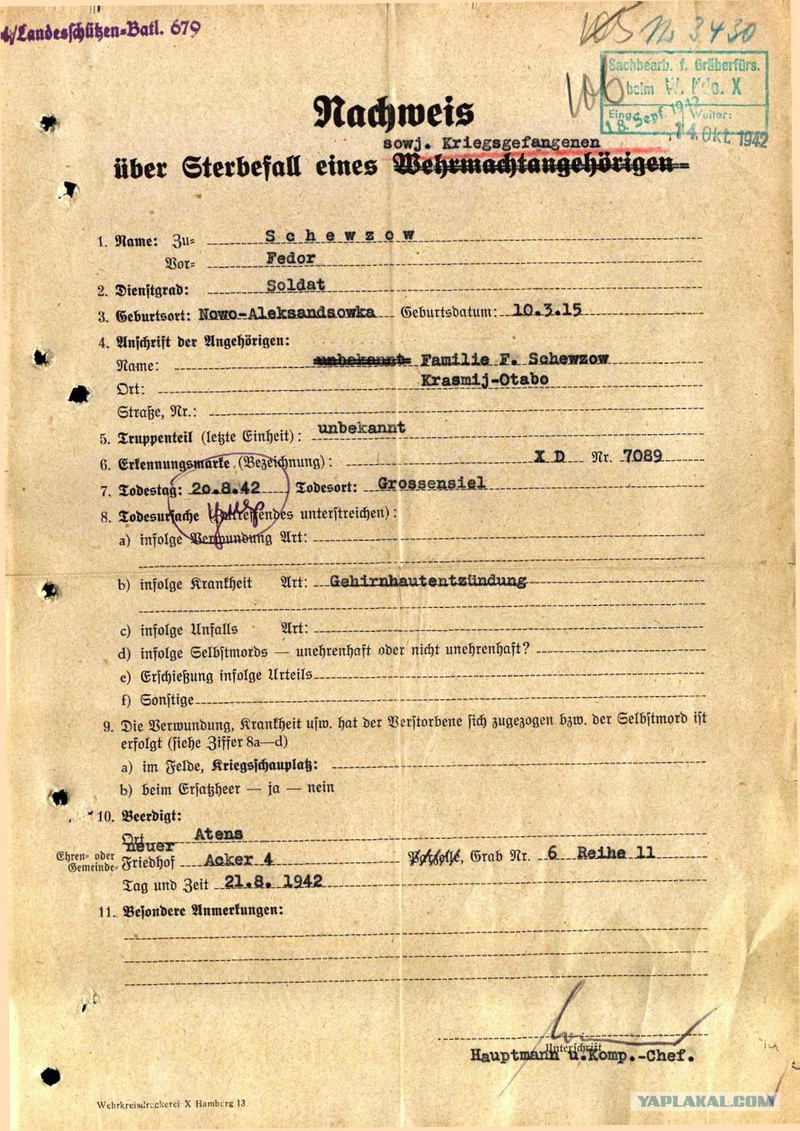 4/Landesschützen-Batl. 679
105 Nr 3430
106
Sachbearb. f. Gräberfürs.
beim W. Kdo. X
Eing. 18. Sept. 1942 Weiter:
14. Okt. 1942
Nachweis
sowj. Kriegsgefangenen
über Sterbefall eines Wehrmachtangehörigen
1. Name: Zu- Schewzow
Vor- Fedor
2. Dienstgrad: Soldat
3. Geburtsort: Nowo-Aleksandsowka Geburtsdatum: 10.3.15
4. Anschrift der Angehörigen:
Name: unbekannt Familie F. Schewzow
Ort: Krasmij-Otabo
Straße, Nr.:
5. Truppenteil (letzte Einheit): unbekannt
6. Erkennungsmarke (Bezeichnung): X D Nr. 7089
7. Todestag: 20.8.42 Todesort: Grossensiel
8. Todesursache (Zutreffendes unterstreichen):
a) infolge Verwundung Art:
b) infolge Krankheit Art: Gehirnhautentzündung
c) infolge Unfalls Art:
d) infolge Selbstmords — unehrenhaft oder nicht unehrenhaft?
e) Erschießung infolge Urteils
f) Sonstige
9. Die Verwundung, Krankheit usw. hat der Verstorbene sich zugezogen bzw. der Selbstmord ist
erfolgt (siehe Ziffer 8a—d)
a) im Felde, Kriegsschauplatz:
b) beim Ersatzheer — ja — nein
10. Beerdigt:
Ort Atens
neuer
Ehren- oder Gemeinde- Friedhof Acker 4 Parzelle, Grab Nr. 6 Reihe 11
Tag und Zeit 21.8. 1942
11. Besondere Anmerkungen:
Unterschrift
Hauptmann u.Komp.-Chef.
Wehrkreisdruckerei X Hamburg 13
YAPLAKAL.COM